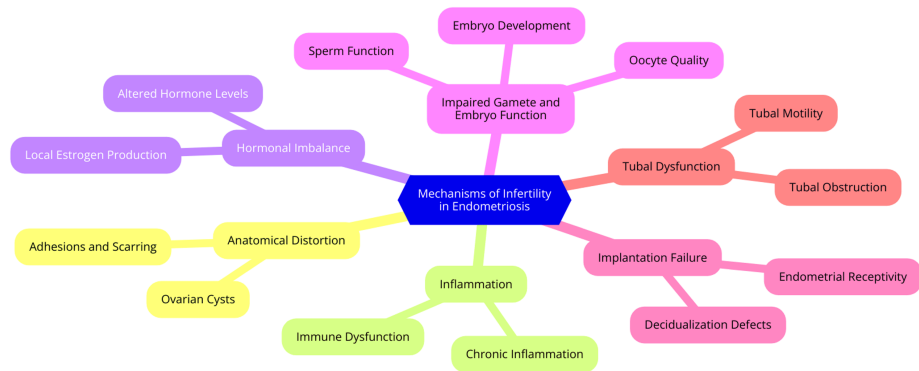 Embryo Development
Sperm Function
Oocyte Quality
Altered Hormone Levels
Impaired Gamete and
Embryo Function
Tubal Motility
Local Estrogen Production
Hormonal Imbalance
Tubal Dysfunction
Tubal Obstruction
Mechanisms of Infertility
in Endometriosis
Adhesions and Scarring
Anatomical Distortion
Implantation Failure
Endometrial Receptivity
Ovarian Cysts
Inflammation
Immune Dysfunction
Decidualization Defects
Chronic Inflammation